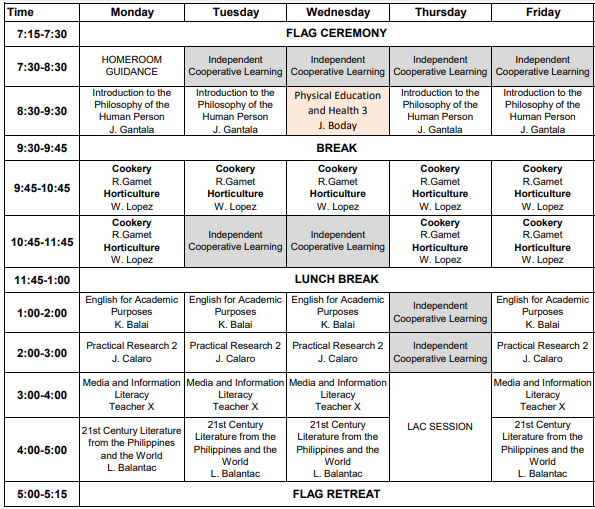 Time Monday Tuesday Wednesday Thursday Friday
7:15-7:30 FLAG CEREMONY
7:30-8:30
HOMEROOM
GUIDANCE
Independent
Cooperative Learning
Independent
Cooperative Learning
Independent
Cooperative Learning
Independent
Cooperative Learning
8:30-9:30
Introduction to the
Philosophy of the
Human Person
J. Gantala
Introduction to the
Philosophy of the
Human Person
J. Gantala
Physical Education
and Health 3
J. Boday
Introduction to the
Philosophy of the
Human Person
J. Gantala
Introduction to the
Philosophy of the
Human Person
J. Gantala
9:30-9:45 BREAK
9:45-10:45
Cookery
R.Gamet
Horticulture
W. Lopez
Cookery
R.Gamet
Horticulture
W. Lopez
Cookery
R.Gamet
Horticulture
W. Lopez
Cookery
R.Gamet
Horticulture
W. Lopez
Cookery
R.Gamet
Horticulture
W. Lopez
10:45-11:45
Cookery
R.Gamet
Horticulture
W. Lopez
Independent
Cooperative Learning
Independent
Cooperative Learning
Cookery
R.Gamet
Horticulture
W. Lopez
Cookery
R.Gamet
Horticulture
W. Lopez
11:45-1:00 LUNCH BREAK
1:00-2:00
English for Academic
Purposes
K. Balai
English for Academic
Purposes
K. Balai
English for Academic
Purposes
K. Balai
Independent
Cooperative Learning
English for Academic
Purposes
K. Balai
2:00-3:00
Practical Research 2
J. Calaro
Practical Research 2
J. Calaro
Practical Research 2
J. Calaro
Independent
Cooperative Learning
Practical Research 2
J. Calaro
3:00-4:00
Media and Information
Literacy
Teacher X
Media and Information
Literacy
Teacher X
Media and Information
Literacy
Teacher X
LAC SESSION
Media and Information
Literacy
Teacher X
4:00-5:00
21st Century Literature
from the Philippines
and the World
L. Balantac
21st Century
Literature from the
Philippines and the
World
L. Balantac
21st Century
Literature from the
Philippines and the
World
L. Balantac
21st Century
Literature from the
Philippines and the
World
L. Balantac
5:00-5:15 FLAG RETREAT